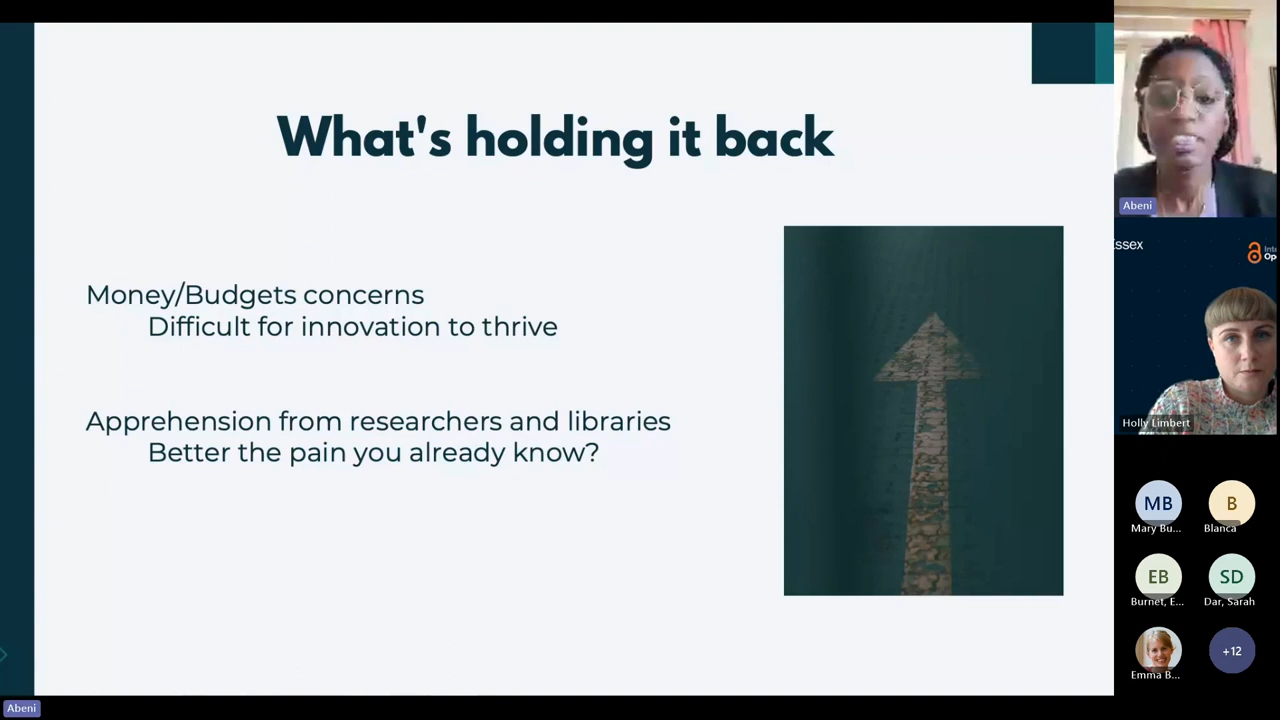 What's holding it back
Money/Budgets concerns
Difficult for innovation to thrive
Apprehension from researchers and libraries
Better the pain you already know?
Abeni
Essex
Op
Holly Limbert
MB
B
Mary Bu...
Blanca
EB
SD
Burnet, E...
Dar, Sarah
+12
Emma B...
Abeni